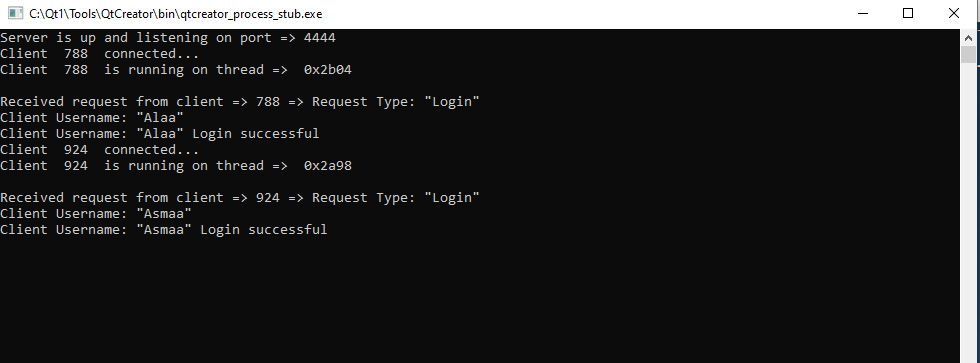 C:\Qt1\Tools\QtCreator\bin\qtcreator_process_stub.exe
Server is up and listening on port => 4444
Client  788  connected...
Client  788  is running on thread =>  0x2b04
Received request from client => 788 => Request Type: "Login"
Client Username: "Alaa"
Client Username: "Alaa" Login successful
Client  924  connected...
Client  924  is running on thread =>  0x2a98
Received request from client => 924 => Request Type: "Login"
Client Username: "Asmaa"
Client Username: "Asmaa" Login successful